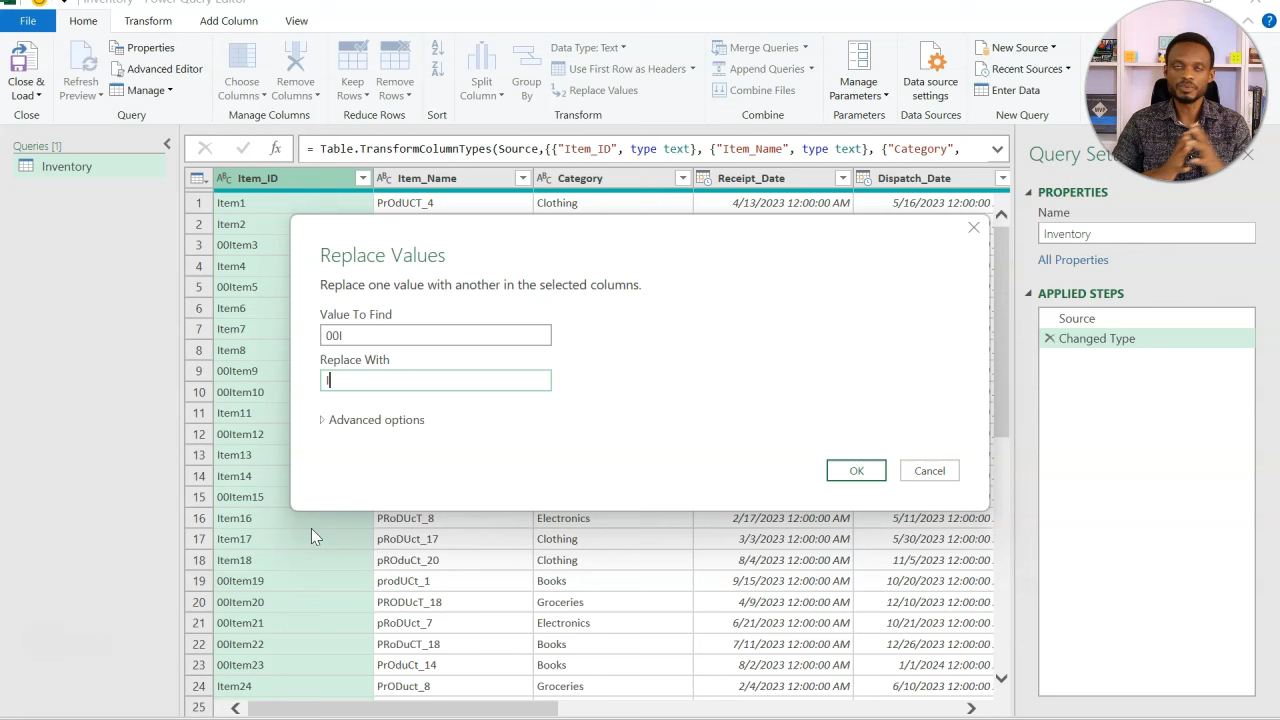 Inventory - Power Query Editor
File Home Transform Add Column View
Close & Load
Close
Refresh Preview
Properties
Advanced Editor
Manage
Query
Choose Columns
Remove Columns
Manage Columns
Keep Rows
Remove Rows
Reduce Rows
Sort
Split Column
Group By
Data Type: Text
Use First Row as Headers
Replace Values
Transform
Merge Queries
Append Queries
Combine Files
Combine
Manage Parameters
Parameters
Data source settings
Data Sources
New Source
Recent Sources
Enter Data
New Query
Queries [1]
Inventory
fx = Table.TransformColumnTypes(Source,{{"Item_ID", type text}, {"Item_Name", type text}, {"Category",
Item_ID Item_Name Category Receipt_Date Dispatch_Date
1 Item1 PrOdUCT_4 Clothing 4/13/2023 12:00:00 AM 5/16/2023 12:00:00
2 Item2
3 00Item3
4 Item4
5 00Item5
6 Item6
7 Item7
8 Item8
9 00Item9
10 00Item10
11 Item11
12 00Item12
13 Item13
14 Item14
15 00Item15
16 Item16 PRoDUcT_8 Electronics 2/17/2023 12:00:00 AM 5/11/2023 12:00:00
17 Item17 pRoDUct_17 Clothing 3/3/2023 12:00:00 AM 5/30/2023 12:00:00
18 Item18 pROduCt_20 Clothing 8/4/2023 12:00:00 AM 11/5/2023 12:00:00
19 00Item19 prodUCt_1 Books 9/15/2023 12:00:00 AM 10/20/2023 12:00:00
20 00Item20 PRODUcT_18 Groceries 4/9/2023 12:00:00 AM 12/10/2023 12:00:00
21 00Item21 pRoDUct_7 Electronics 6/21/2023 12:00:00 AM 10/21/2023 12:00:00
22 00Item22 PRoDuCT_18 Books 7/11/2023 12:00:00 AM 12/26/2023 12:00:00
23 00Item23 PrOduCt_14 Books 8/2/2023 12:00:00 AM 1/1/2024 12:00:00
24 Item24 PrODuct_8 Groceries 2/4/2023 12:00:00 AM 6/10/2023 12:00:00
25
Replace Values
Replace one value with another in the selected columns.
Value To Find
00I
Replace With
I
Advanced options
OK Cancel
Query Set
PROPERTIES
Name
Inventory
All Properties
APPLIED STEPS
Source
Changed Type